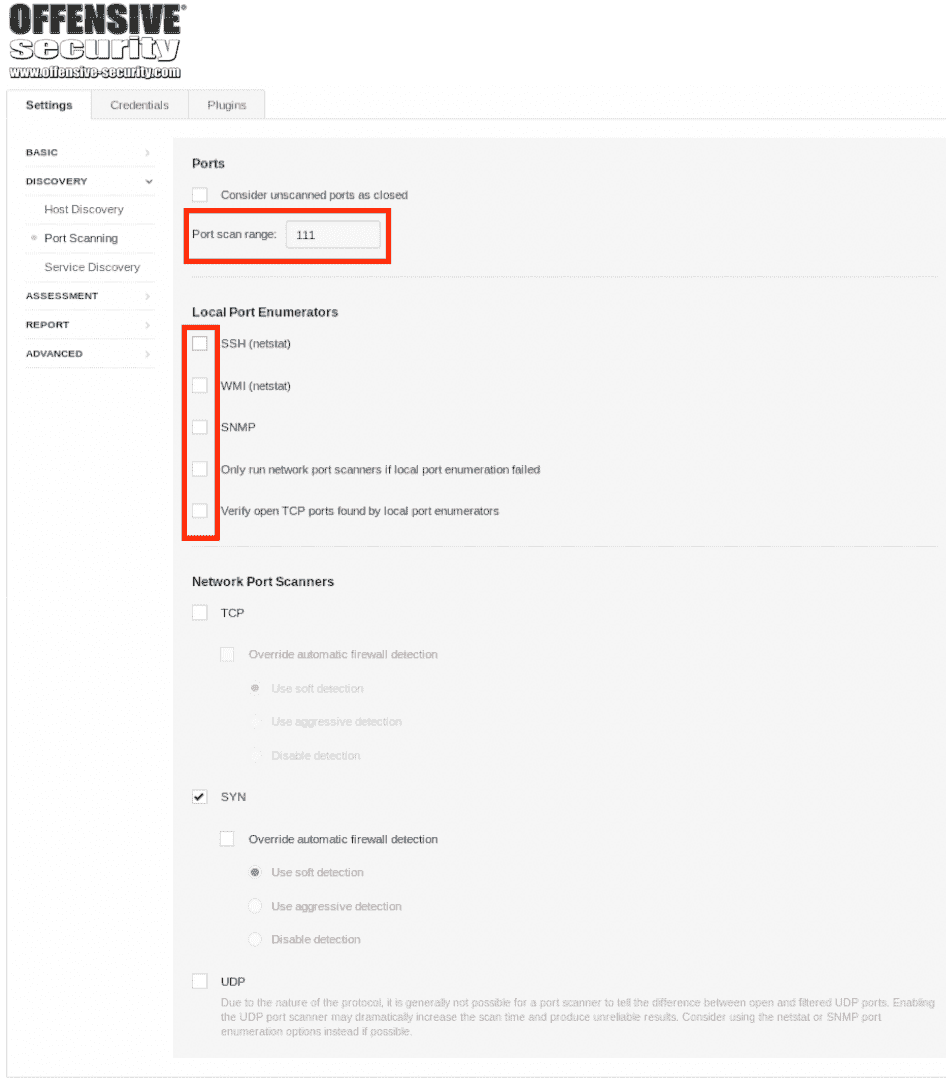 OFFENSIVE®
security
www.offensive-security.com
Settings
Credentials
Plugins
BASIC
DISCOVERY
Host Discovery
Port Scanning
Service Discovery
ASSESSMENT
REPORT
ADVANCED
Ports
Consider unscanned ports as closed
Port scan range: 111
Local Port Enumerators
SSH (netstat)
WMI (netstat)
SNMP
Only run network port scanners if local port enumeration failed
Verify open TCP ports found by local port enumerators
Network Port Scanners
TCP
Override automatic firewall detection
Use soft detection
Use aggressive detection
Disable detection
SYN
Override automatic firewall detection
Use soft detection
Use aggressive detection
Disable detection
UDP
Due to the nature of the protocol, it is generally not possible for a port scanner to tell the difference between open and filtered UDP ports. Enabling
the UDP port scanner may dramatically increase the scan time and produce unreliable results. Consider using the netstat or SNMP port
enumeration options instead if possible.